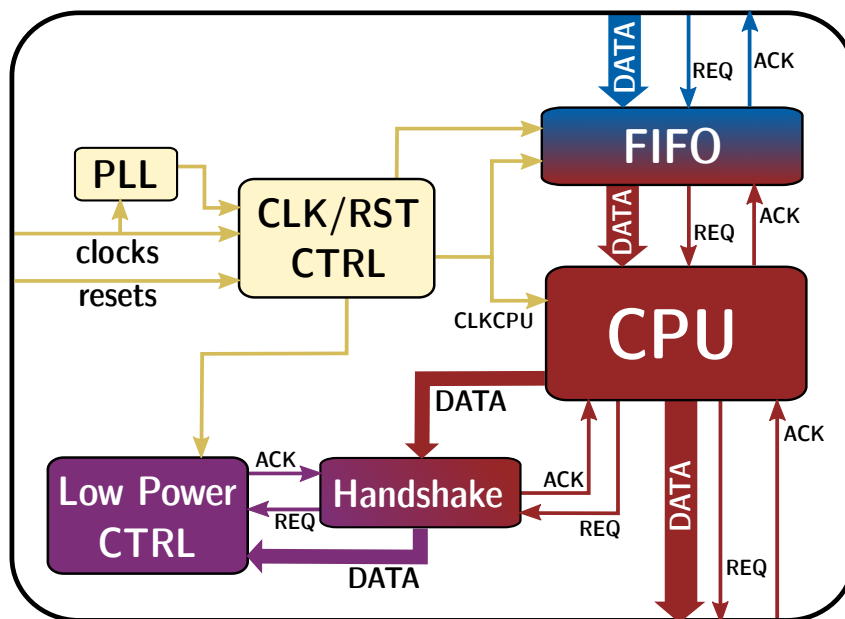 DATA
REQ
ACK
FIFO
PLL
CLK/RST
CTRL
DATA
REQ
ACK
clocks
resets
CLKCPU
CPU
DATA
ACK
Low Power
CTRL
ACK
REQ
Handshake
ACK
REQ
DATA
DATA
REQ